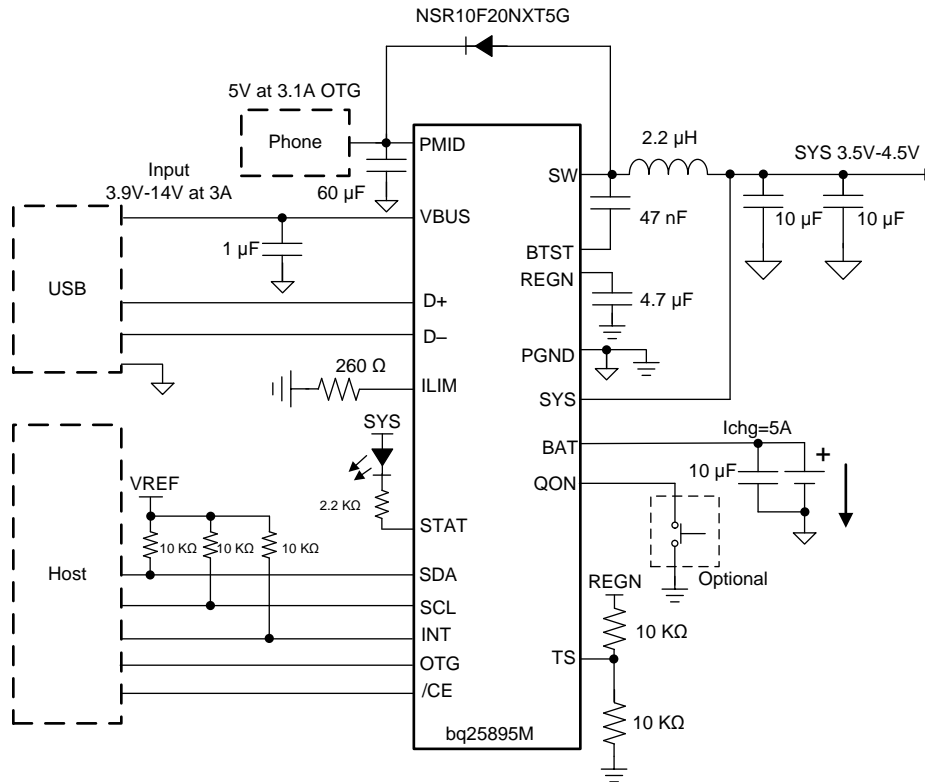 NSR10F20NXT5G
5V at 3.1A OTG
Phone
PMID
60 µF
2.2 µH
SYS 3.5V-4.5V
SW
Input
3.9V-14V at 3A
VBUS
1 µF
47 nF
10 µF
10 µF
BTST
REGN
4.7 µF
USB
D+
D–
PGND
260 Ω
ILIM
SYS
SYS
Ichg=5A
BAT
+
10 µF
QON
VREF
2.2 KΩ
STAT
10 KΩ
10 KΩ
10 KΩ
Optional
Host
SDA
REGN
SCL
10 KΩ
INT
TS
OTG
/CE
10 KΩ
bq25895M